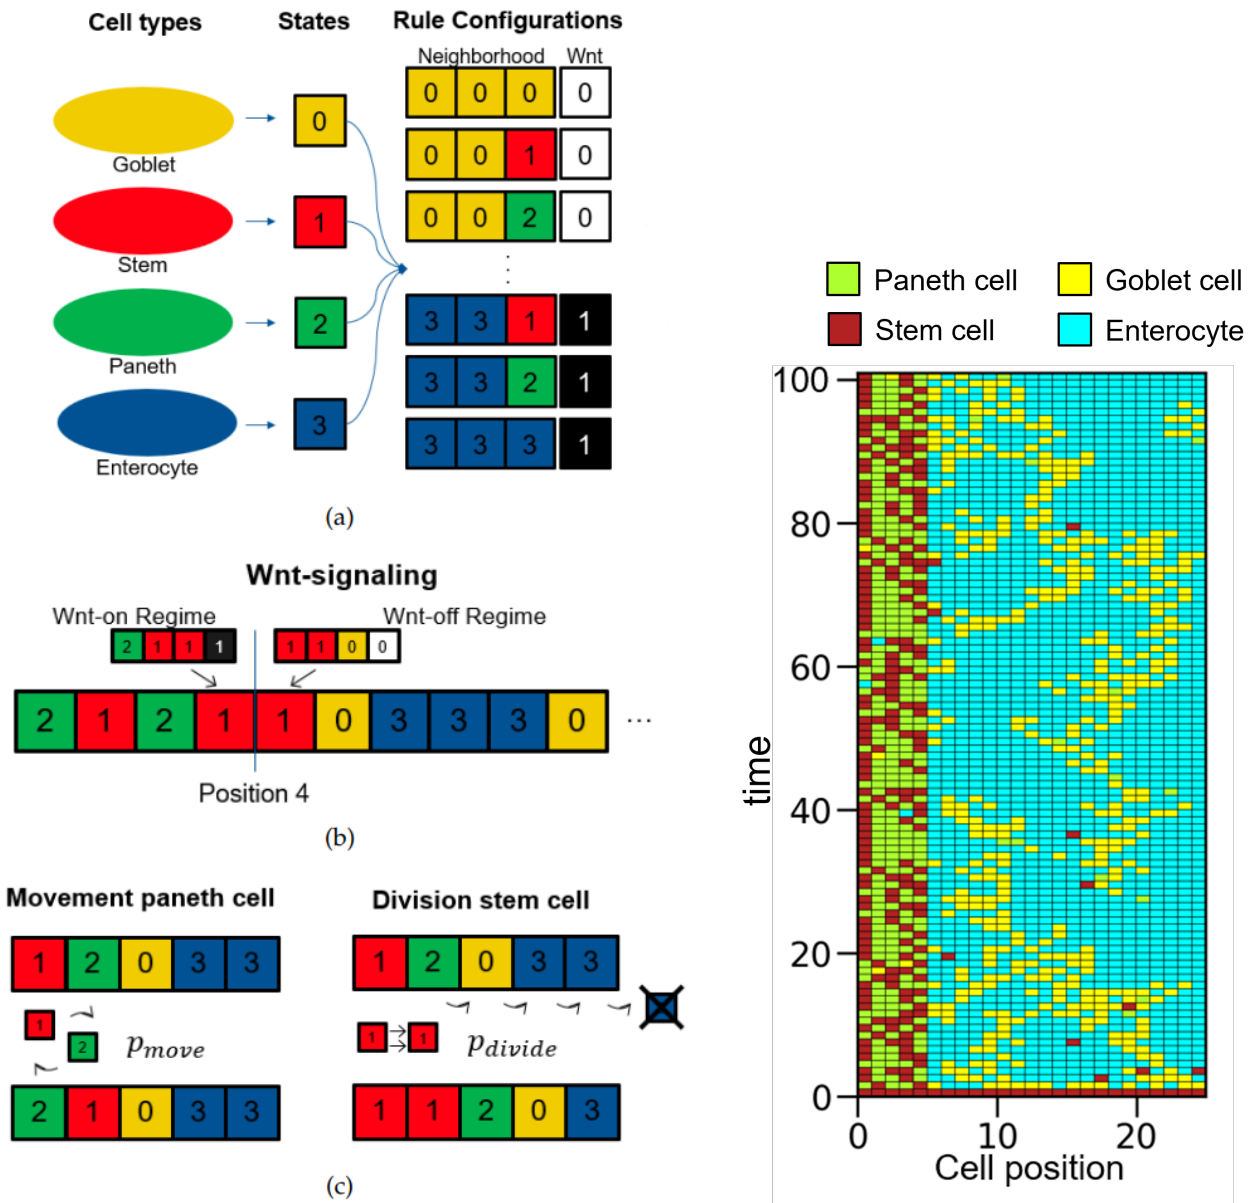 Cell types
States
Rule Configurations
Neighborhood Wnt
0 0 0 0
0
Goblet
0 0 1 0
1
Stem
0 0 2 0
⋮
2
Paneth
3 3 1 1
3 3 2 1
3
Enterocyte
3 3 3 1
(a)
Wnt-signaling
Wnt-on Regime
Wnt-off Regime
2 1 1 1
1 1 0 0
2 1 2 1 1 0 3 3 3 0 ...
Position 4
(b)
Movement paneth cell
1 2 0 3 3
1
2
pmove
2 1 0 3 3
Division stem cell
1 2 0 3 3
1 1
pdivide
1 1 2 0 3
(c)
Paneth cell
Goblet cell
Stem cell
Enterocyte
100
80
60
40
20
0
time
0 10 20
Cell position